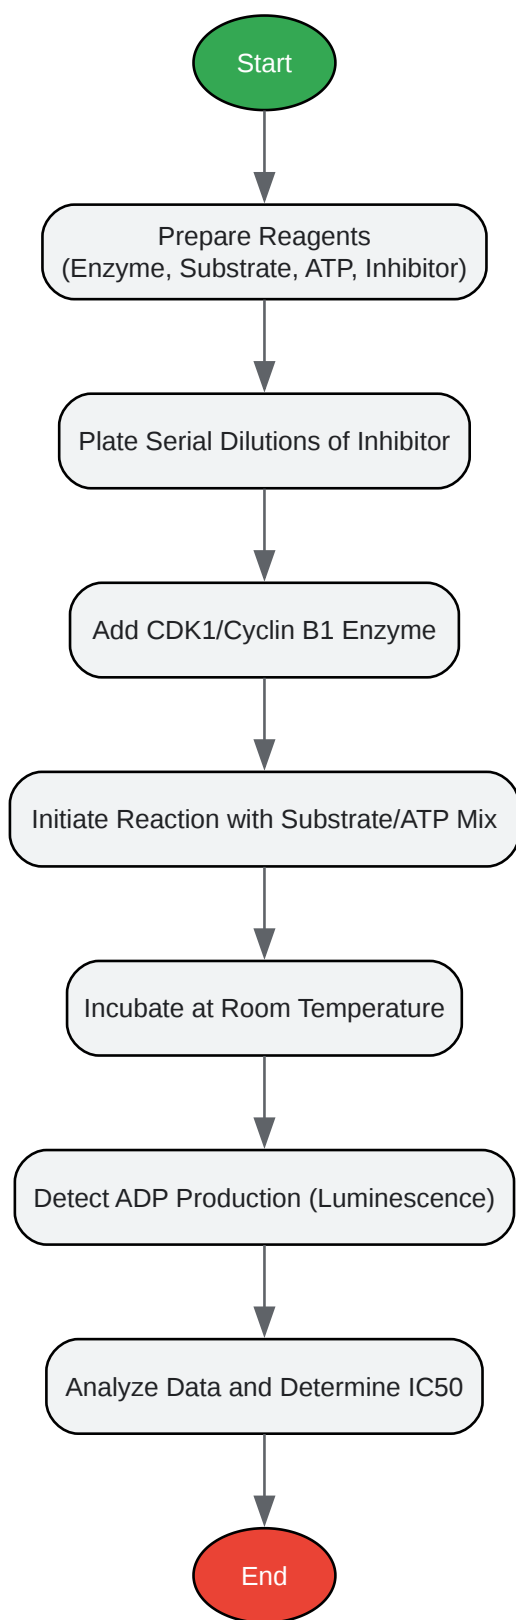 Start
Prepare Reagents
(Enzyme, Substrate, ATP, Inhibitor)
Plate Serial Dilutions of Inhibitor
Add CDK1/Cyclin B1 Enzyme
Initiate Reaction with Substrate/ATP Mix
Incubate at Room Temperature
Detect ADP Production (Luminescence)
Analyze Data and Determine IC50
End